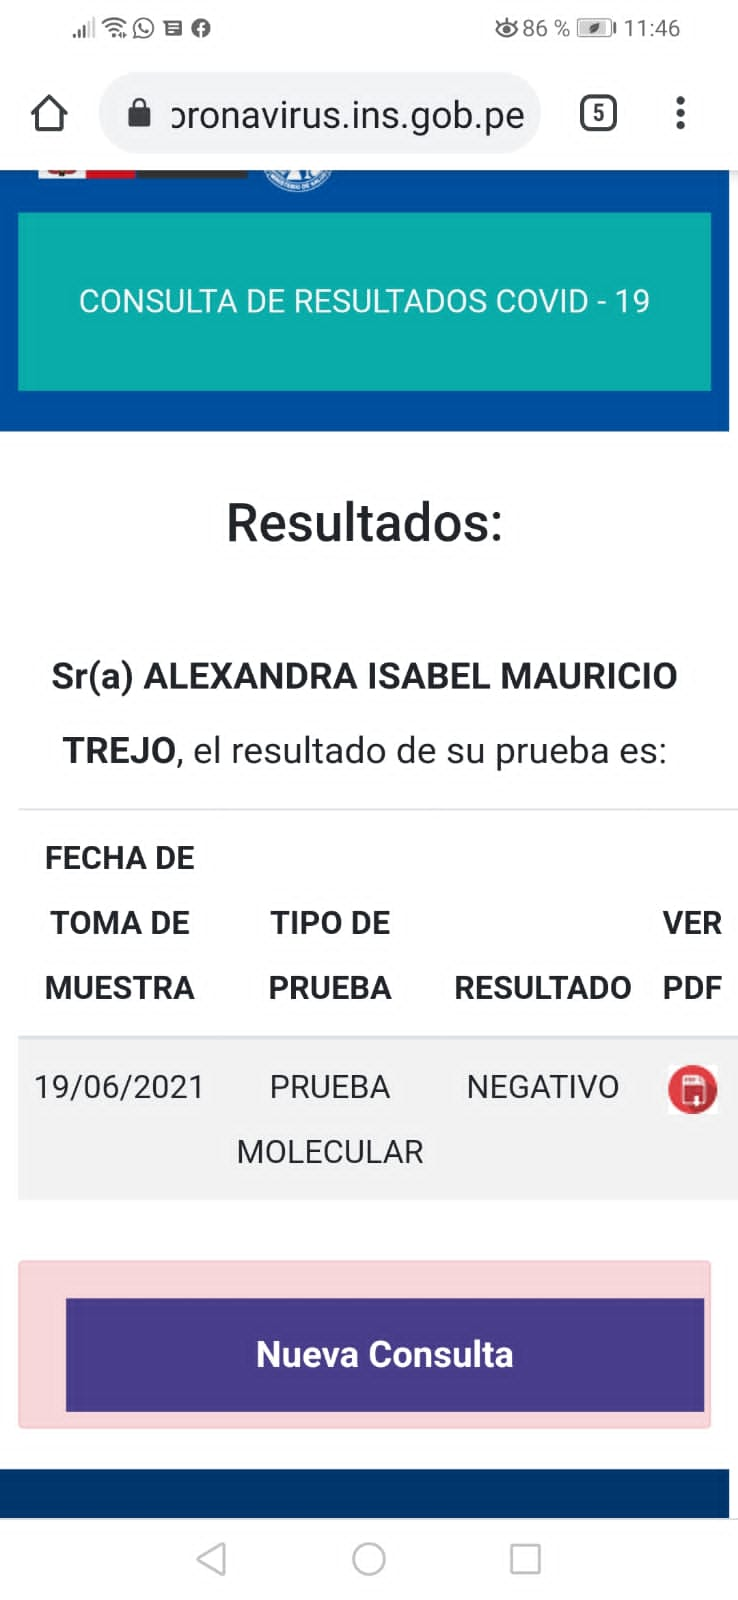 86 % 11:46
oronavirus.ins.gob.pe
5
CONSULTA DE RESULTADOS COVID - 19
Resultados:
Sr(a) ALEXANDRA ISABEL MAURICIO
TREJO, el resultado de su prueba es:
FECHA DE
TOMA DE TIPO DE VER
MUESTRA PRUEBA RESULTADO PDF
19/06/2021 PRUEBA NEGATIVO
MOLECULAR
Nueva Consulta